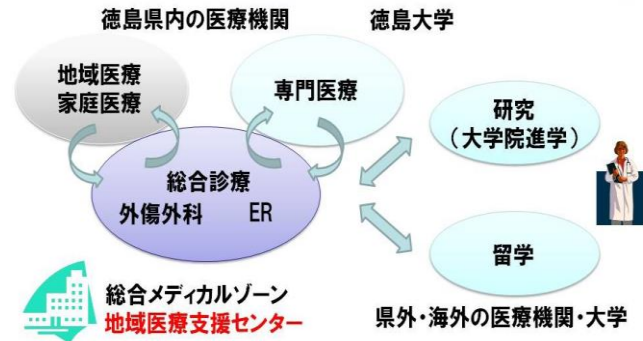 徳島県内の医療機関
徳島大学
地域医療
家庭医療
専門医療
研究
（大学院進学）
総合診療
外傷外科 ER
留学
総合メディカルゾーン
地域医療支援センター
県外・海外の医療機関・大学